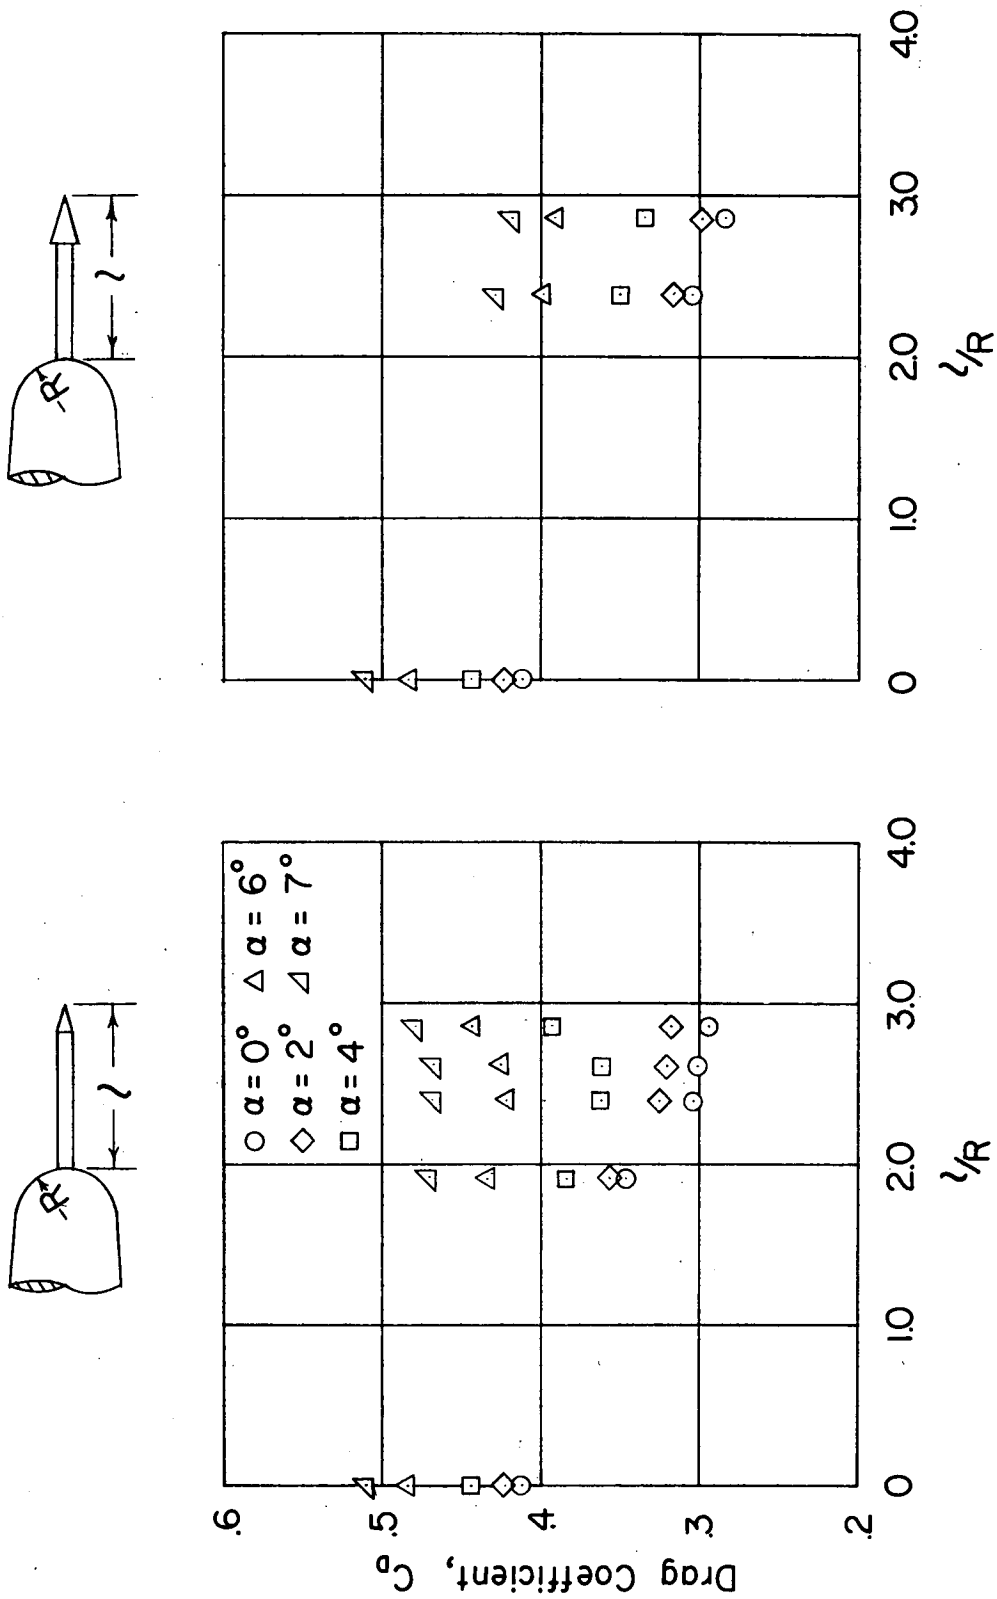 R
l
R
l
Drag Coefficient, C_D
.6
.5
.4
.3
.2
α = 0°
α = 2°
α = 4°
α = 6°
α = 7°
0
1.0
2.0
3.0
4.0
l/R
0
1.0
2.0
3.0
4.0
l/R